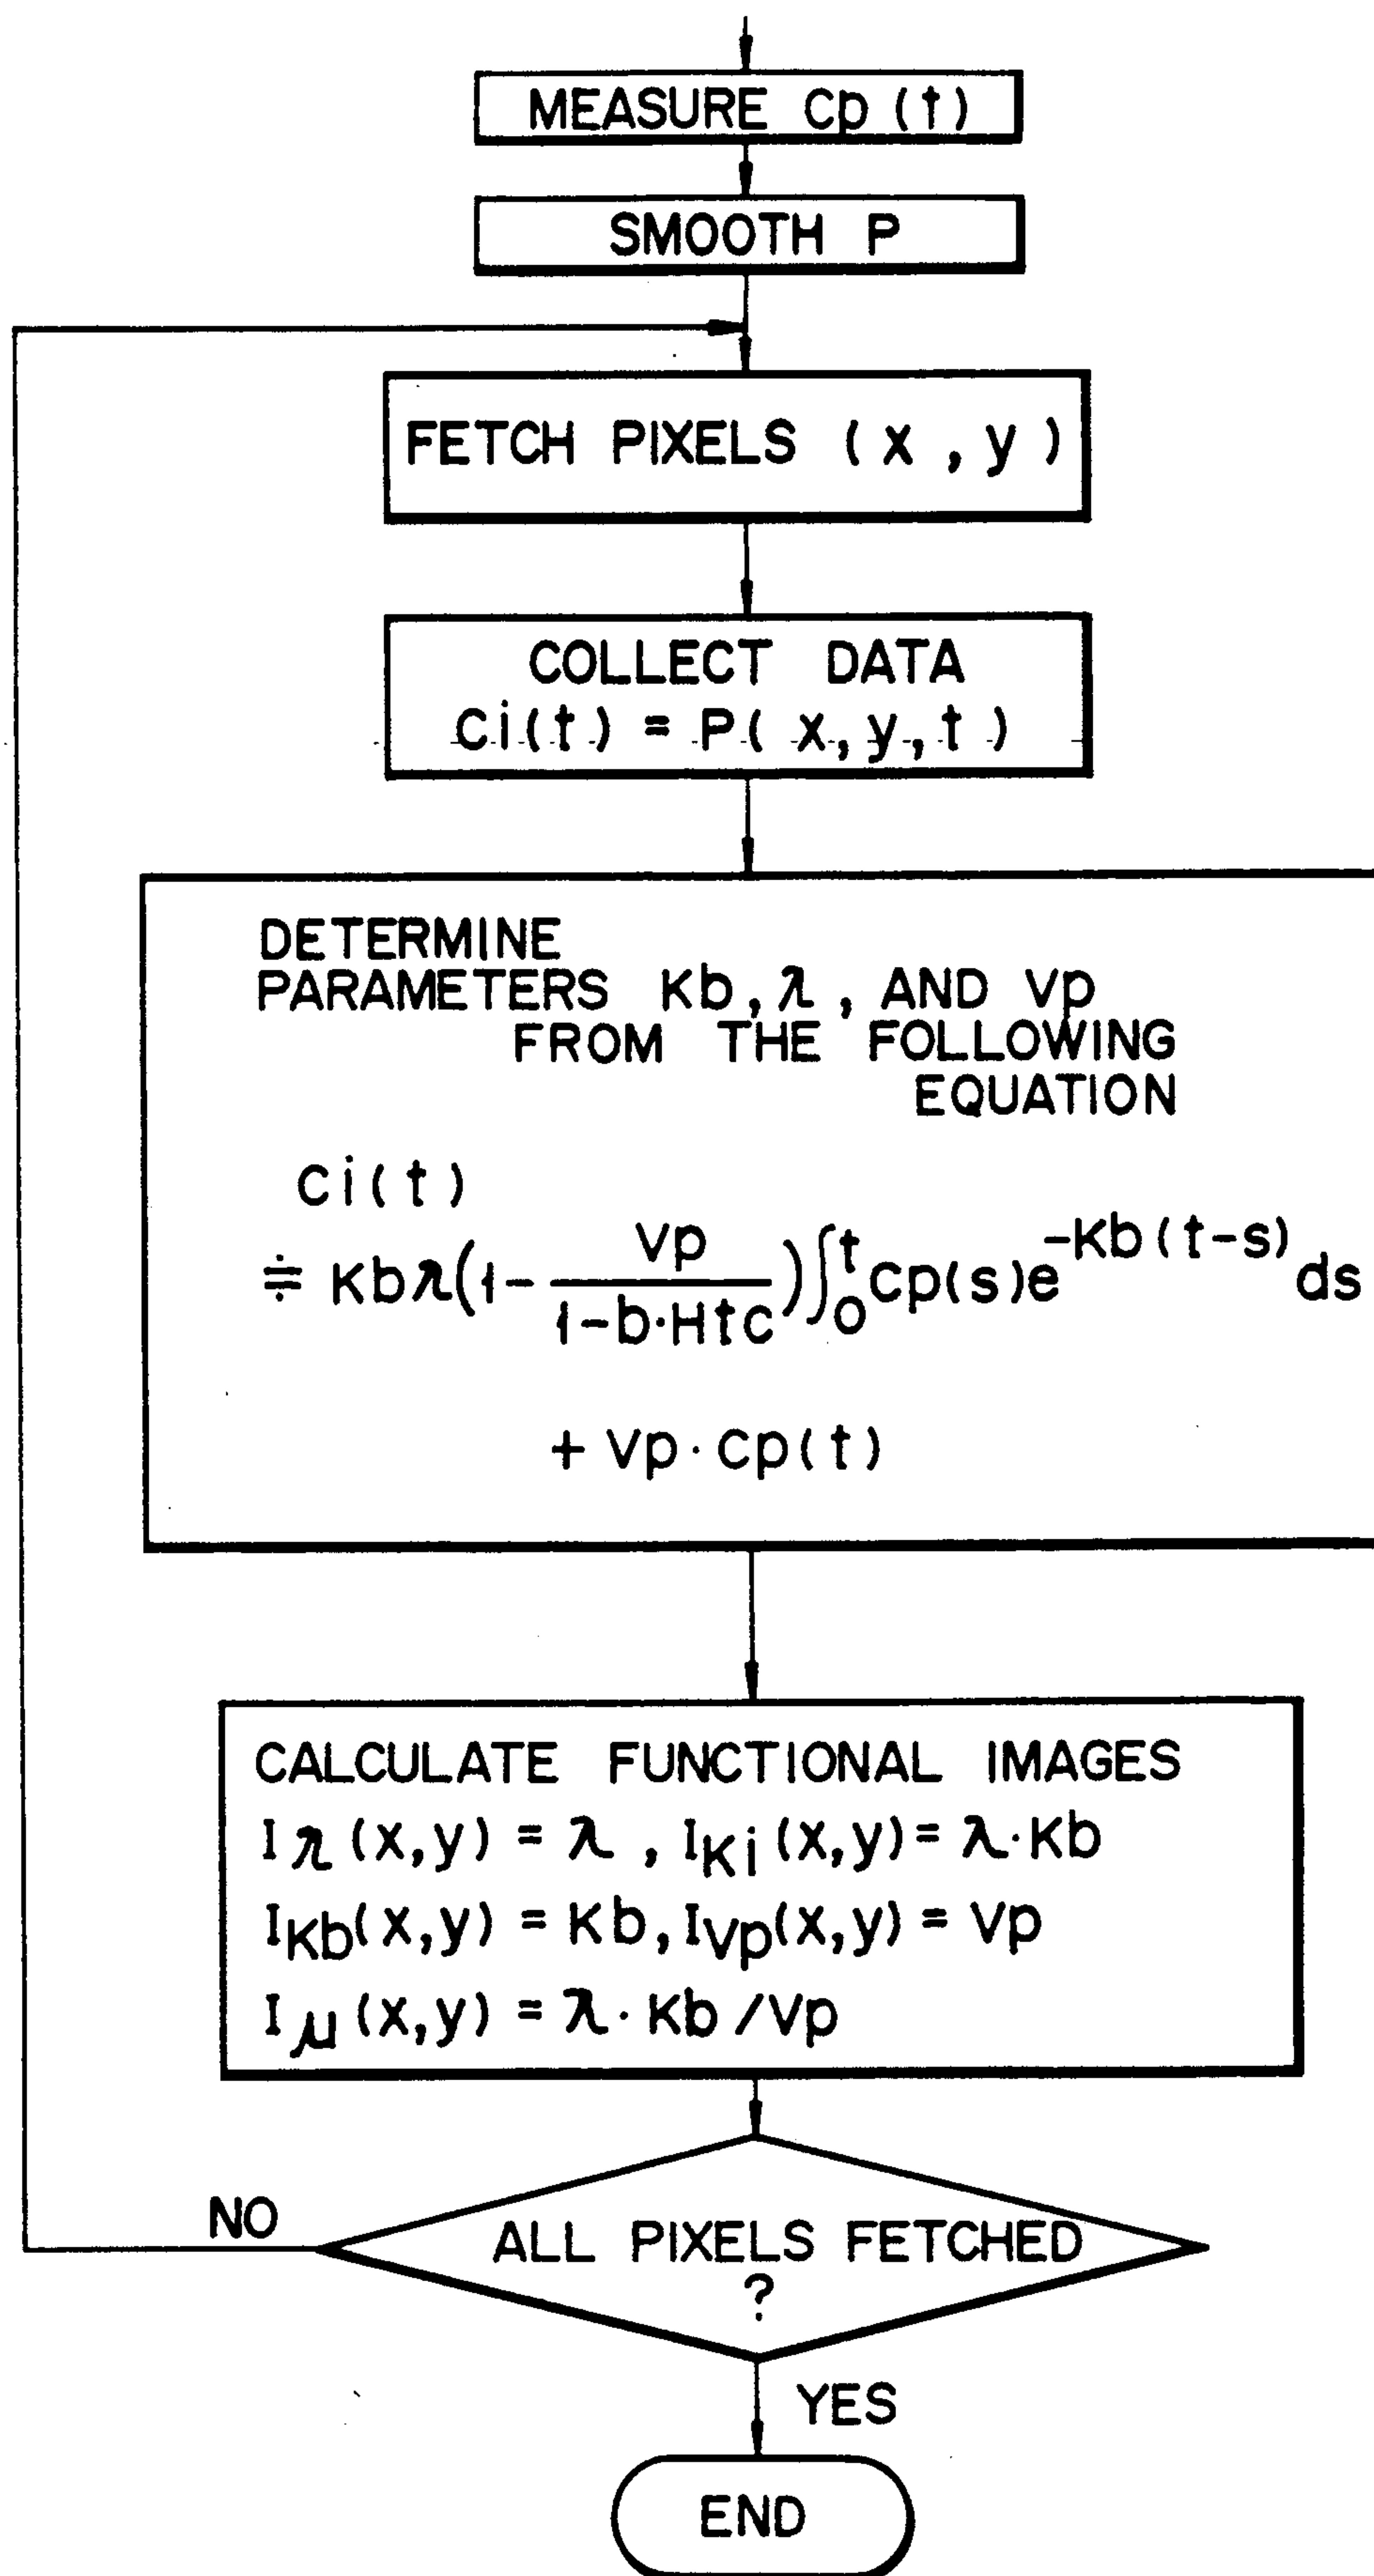 MEASURE Cp (t)
SMOOTH P
FETCH PIXELS (x , y)
COLLECT DATA
Ci(t) = P( x, y, t )
DETERMINE
PARAMETERS Kb, λ, AND Vp
FROM THE FOLLOWING
EQUATION
Ci(t)
≒ Kbλ(1 - Vp / (1-b·Htc)) ∫₀ᵗ Cp(s)e^-Kb(t-s) ds
+ Vp · Cp(t)
CALCULATE FUNCTIONAL IMAGES
Iλ (x,y) = λ , IKi (x,y) = λ·Kb
IKb(x,y) = Kb, IVp(x,y) = Vp
Iμ (x,y) = λ· Kb /Vp
ALL PIXELS FETCHED
?
NO
YES
END